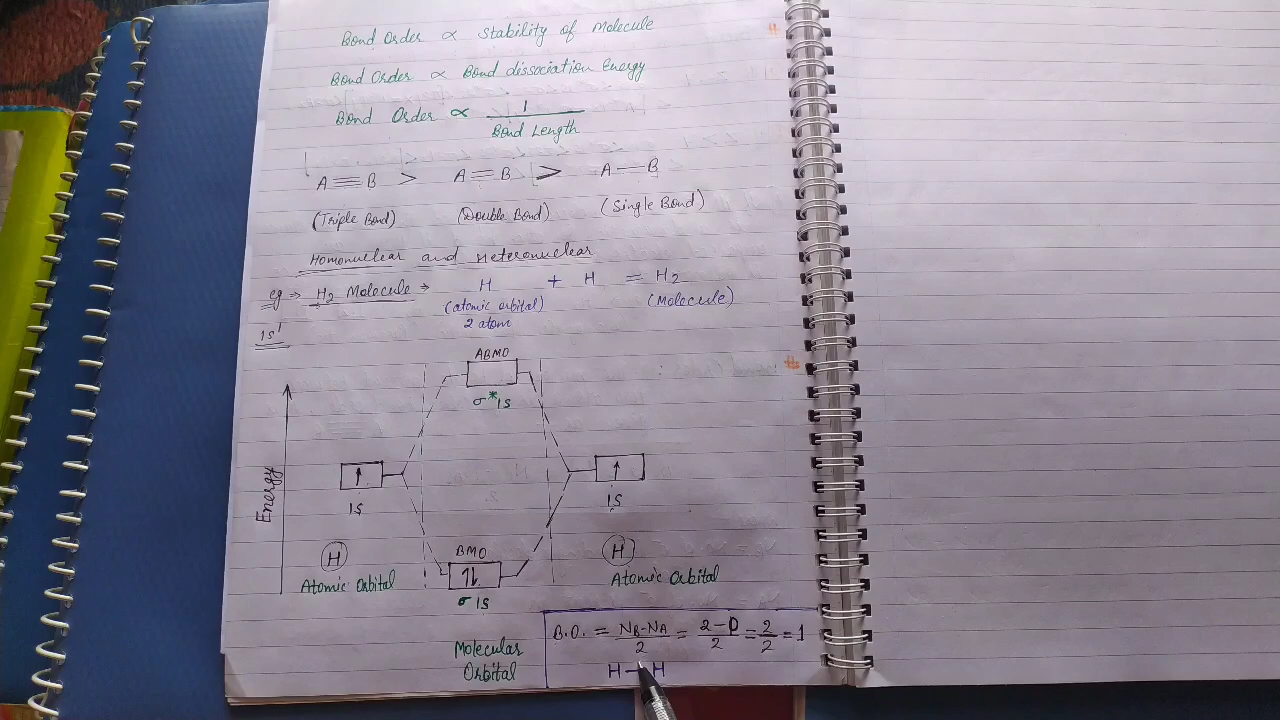 Bond Order ∝ Stability of Molecule
Bond Order ∝ Bond dissociation Energy
Bond Order ∝ 1 / Bond Length
A≡B > A=B > A—B
(Triple Bond) (Double Bond) (Single Bond)
Homonuclear and Heteronuclear
eg ⇒ H2 Molecule ⇒ H + H = H2
(atomic orbital) (Molecule)
2 atom
1s¹
ABMO
σ*1s
Energy
↑ ↑
1s 1s
H H
BMO
Atomic Orbital Atomic Orbital
↑↓
σ 1s
Molecular
Orbital
B.O. = NB-NA / 2 = 2-0 / 2 = 2/2 = 1
H—H